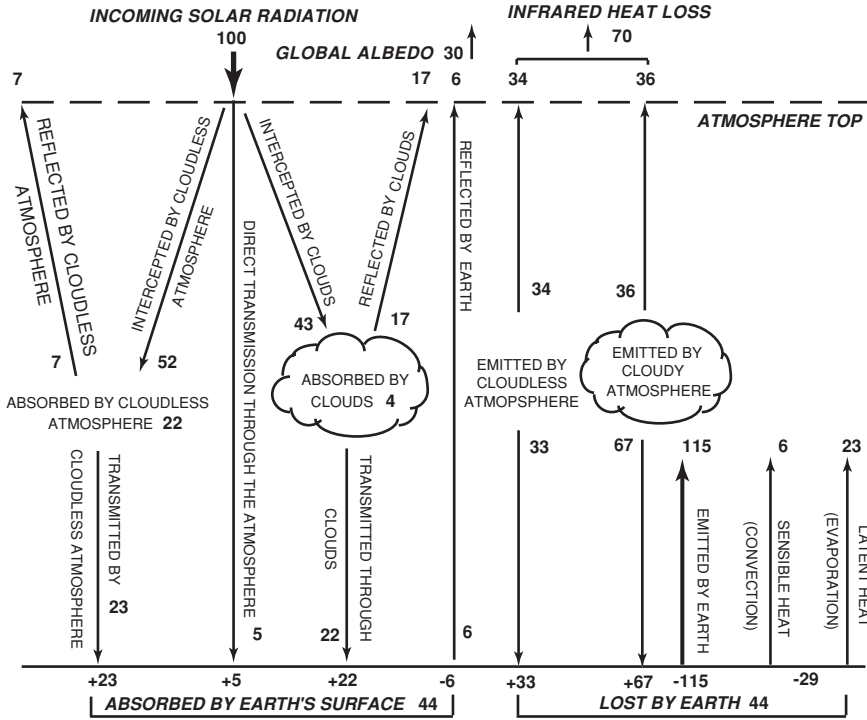 INCOMING SOLAR RADIATION
100
INFRARED HEAT LOSS
GLOBAL ALBEDO 30
70
7
17
6
34
36
ATMOSPHERE TOP
REFLECTED BY CLOUDLESS
ATMOSPHERE
INTERCEPTED BY CLOUDLESS
ATMOSPHERE
DIRECT TRANSMISSION THROUGH THE ATMOSPHERE
INTERCEPTED BY CLOUDS
REFLECTED BY CLOUDS
REFLECTED BY EARTH
34
36
7
52
43
17
ABSORBED BY CLOUDLESS
ATMOSPHERE 22
ABSORBED BY
CLOUDS 4
EMITTED BY
CLOUDLESS
ATMOPSPHERE
EMITTED BY
CLOUDY
ATMOSPHERE
33
67
115
6
23
TRANSMITTED BY
CLOUDLESS ATMOSPHERE
23
5
TRANSMITTED THROUGH
CLOUDS
22
6
EMITTED BY EARTH
SENSIBLE HEAT
(CONVECTION)
LATENT HEAT
(EVAPORATION)
+23
+5
+22
-6
+33
+67
-115
-29
ABSORBED BY EARTH'S SURFACE 44
LOST BY EARTH 44